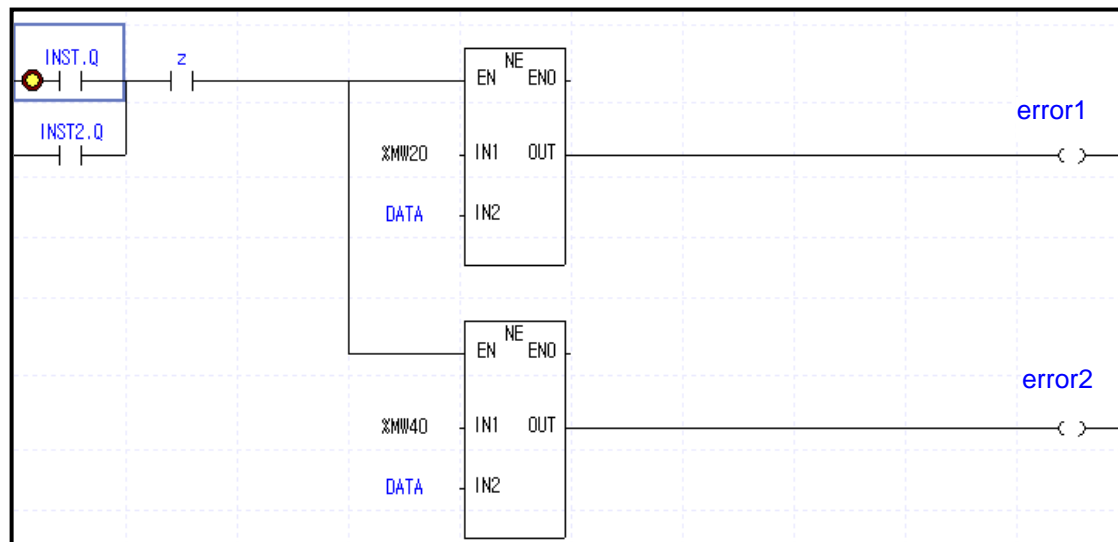 INST.Q
z
NE
EN ENO
error1
INST2.Q
%MW20
IN1 OUT
DATA
IN2
NE
EN ENO
error2
%MW40
IN1 OUT
DATA
IN2